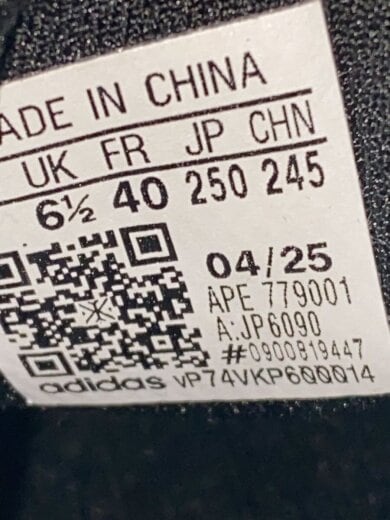 ADE IN CHINA
UK FR JP CHN
6½ 40 250 245
04/25
APE 779001
A:JP6090
#0900819447
adidas VP74VKP600014